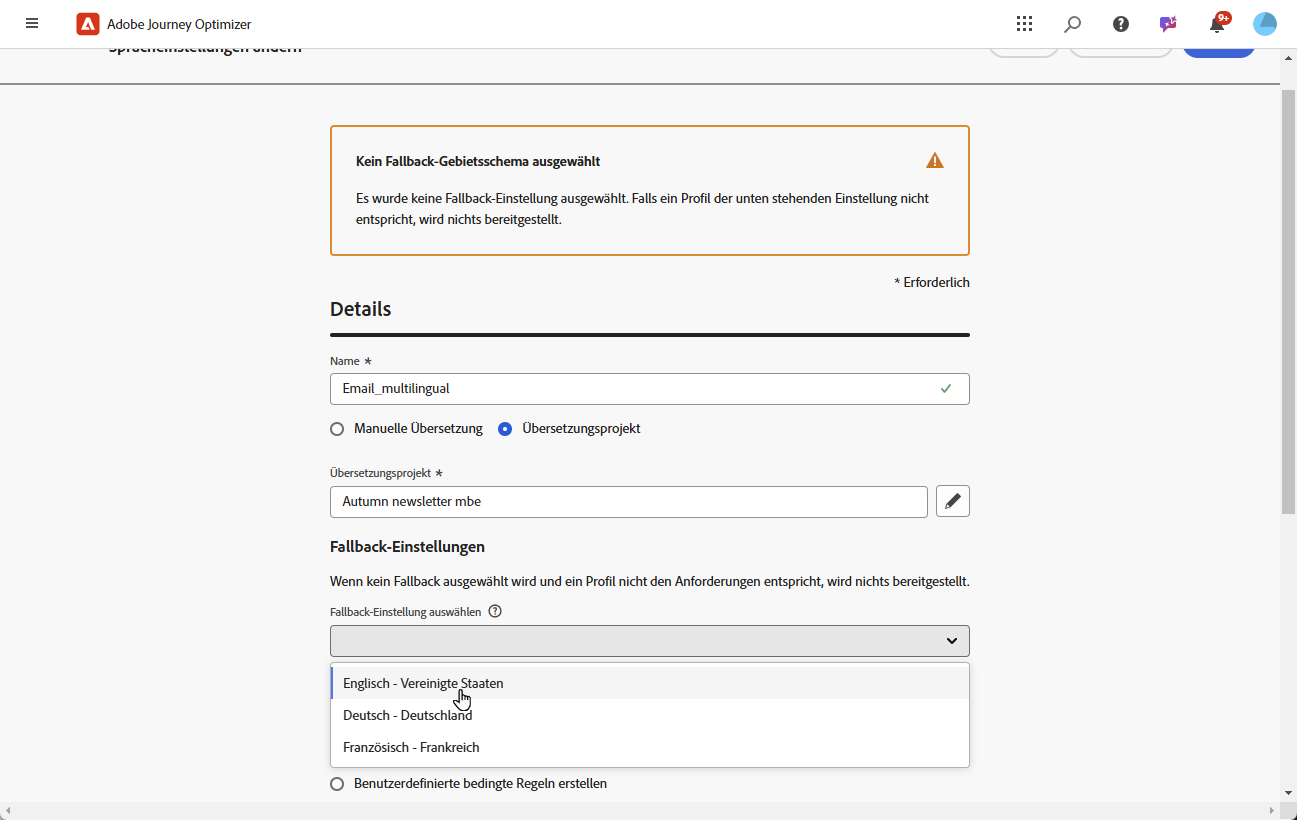 Adobe Journey Optimizer
9+
Spracheinstellungen ändern
Kein Fallback-Gebietsschema ausgewählt
Es wurde keine Fallback-Einstellung ausgewählt. Falls ein Profil der unten stehenden Einstellung nicht
entspricht, wird nichts bereitgestellt.
* Erforderlich
Details
Name *
Email_multilingual
Manuelle Übersetzung
Übersetzungsprojekt
Übersetzungsprojekt *
Autumn newsletter mbe
Fallback-Einstellungen
Wenn kein Fallback ausgewählt wird und ein Profil nicht den Anforderungen entspricht, wird nichts bereitgestellt.
Fallback-Einstellung auswählen
Englisch - Vereinigte Staaten
Deutsch - Deutschland
Französisch - Frankreich
Benutzerdefinierte bedingte Regeln erstellen